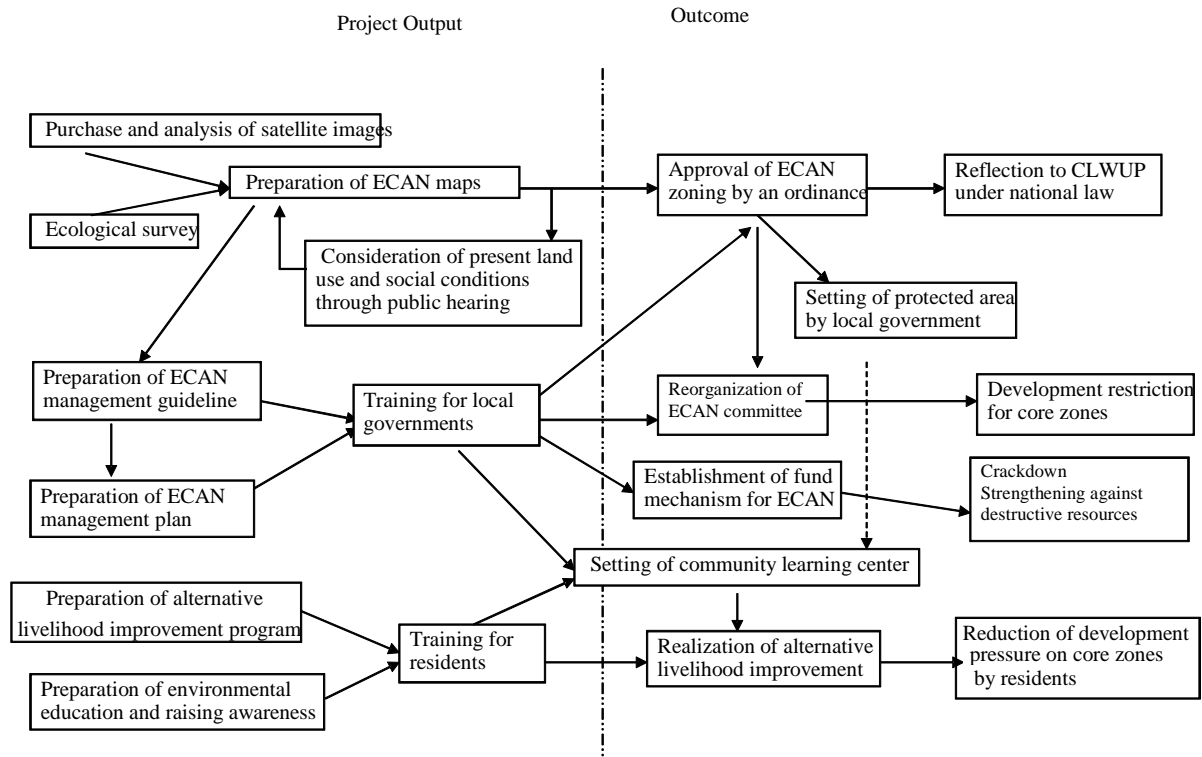 Project Output
Outcome
Purchase and analysis of satellite images
Preparation of ECAN maps
Ecological survey
Consideration of present land
use and social conditions
through public hearing
Approval of ECAN
zoning by an ordinance
Reflection to CLWUP
under national law
Setting of protected area
by local government
Preparation of ECAN
management guideline
Training for local
governments
Reorganization of
ECAN committee
Development restriction
for core zones
Preparation of ECAN
management plan
Establishment of fund
mechanism for ECAN
Crackdown
Strengthening against
destructive resources
Setting of community learning center
Preparation of alternative
livelihood improvement program
Training for
residents
Realization of alternative
livelihood improvement
Reduction of development
pressure on core zones
by residents
Preparation of environmental
education and raising awareness